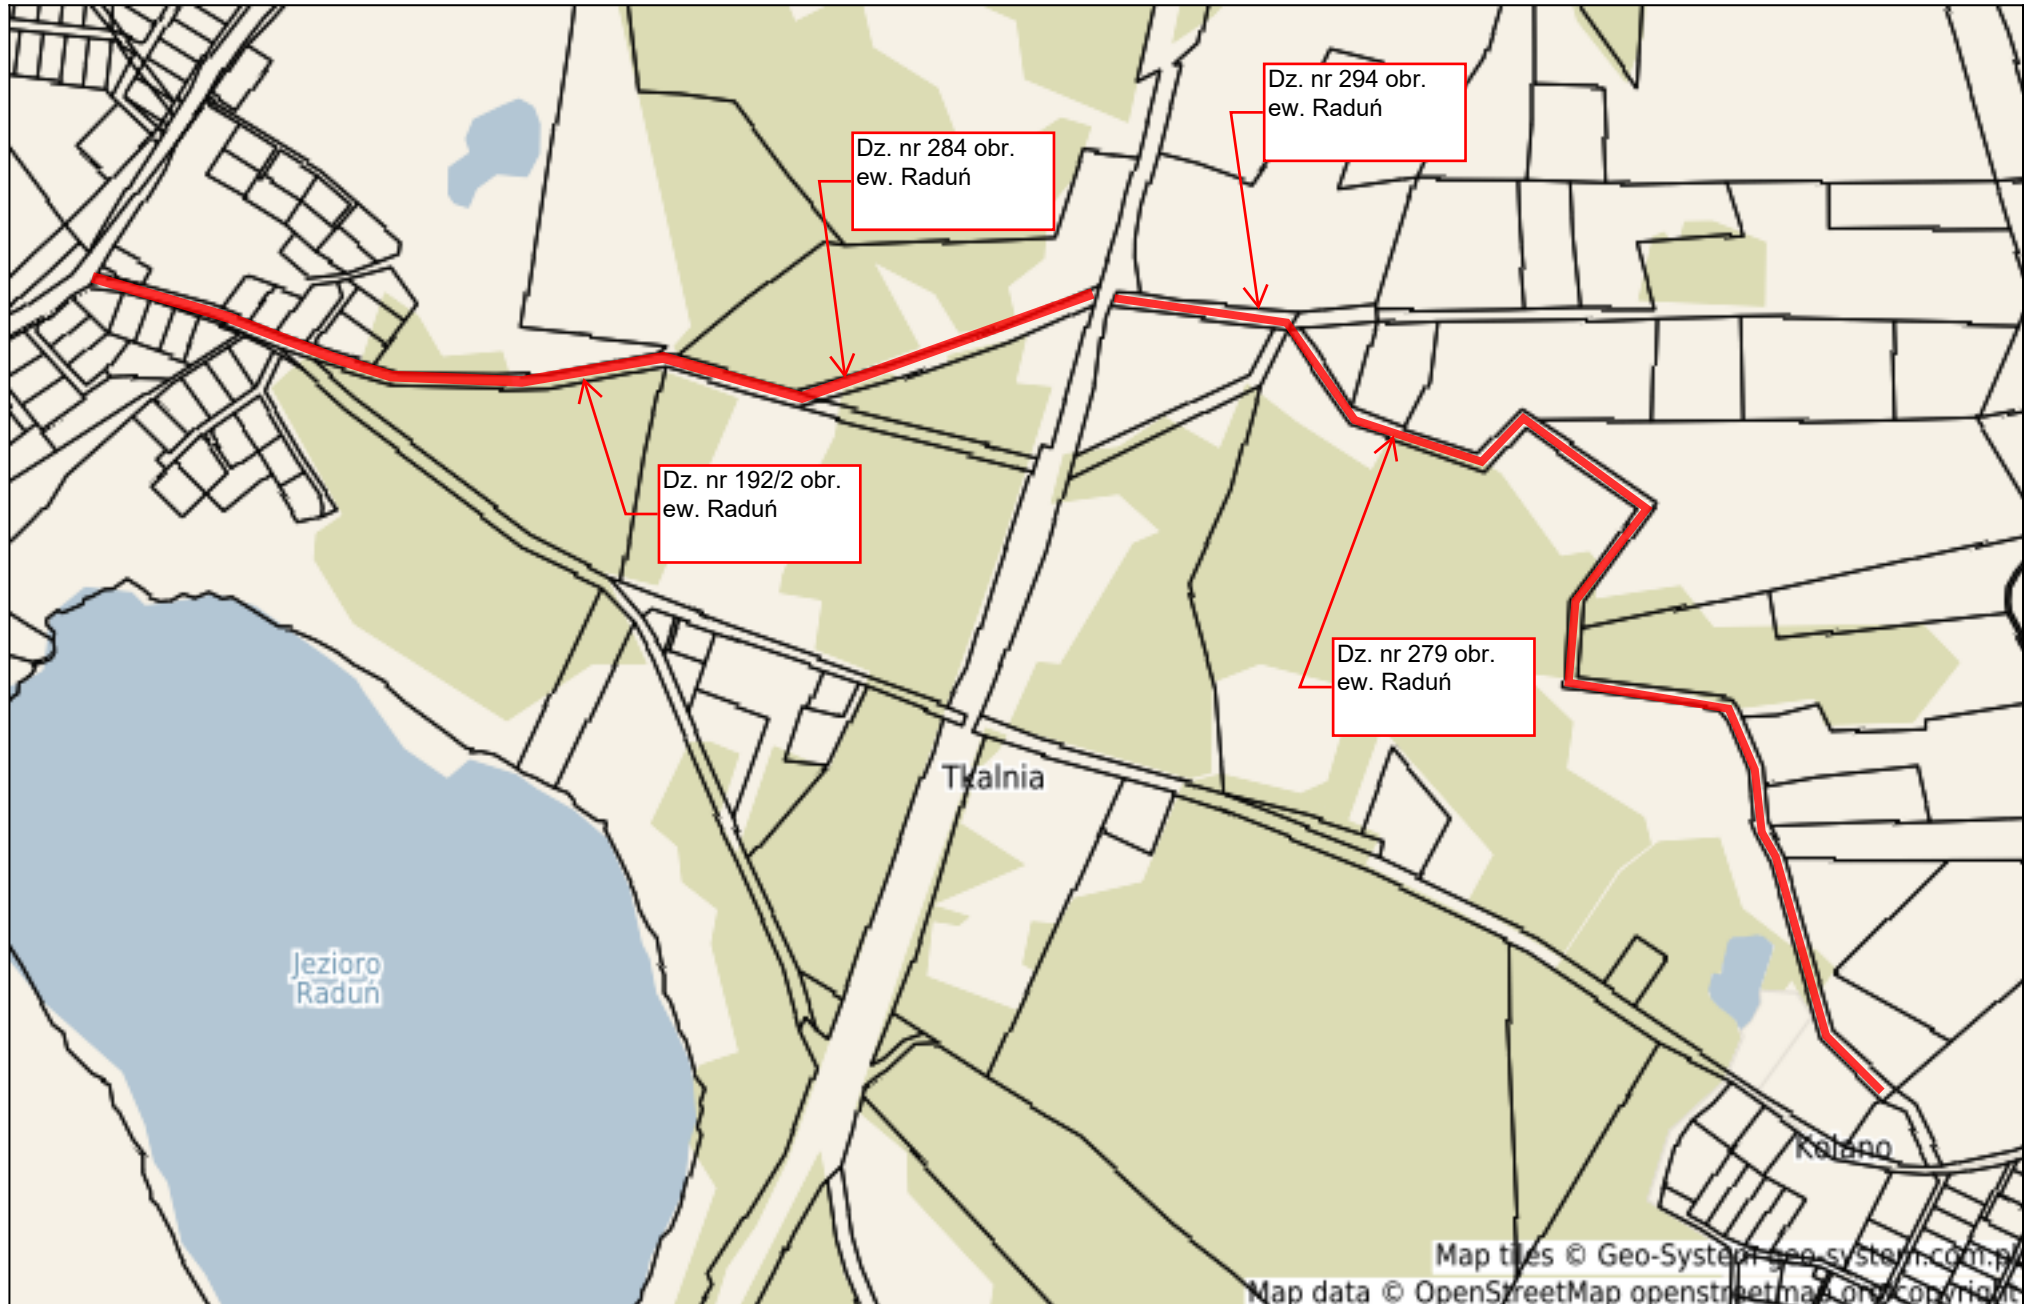 Dz. nr 294 obr.
ew. Raduń
Dz. nr 284 obr.
ew. Raduń
Dz. nr 192/2 obr.
ew. Raduń
Dz. nr 279 obr.
ew. Raduń
Tkalnia
Jezioro
Raduń
Kolano
Map tiles © Geo-System geo-system.com.pl
Map data © OpenStreetMap openstreetmap.org/copyright